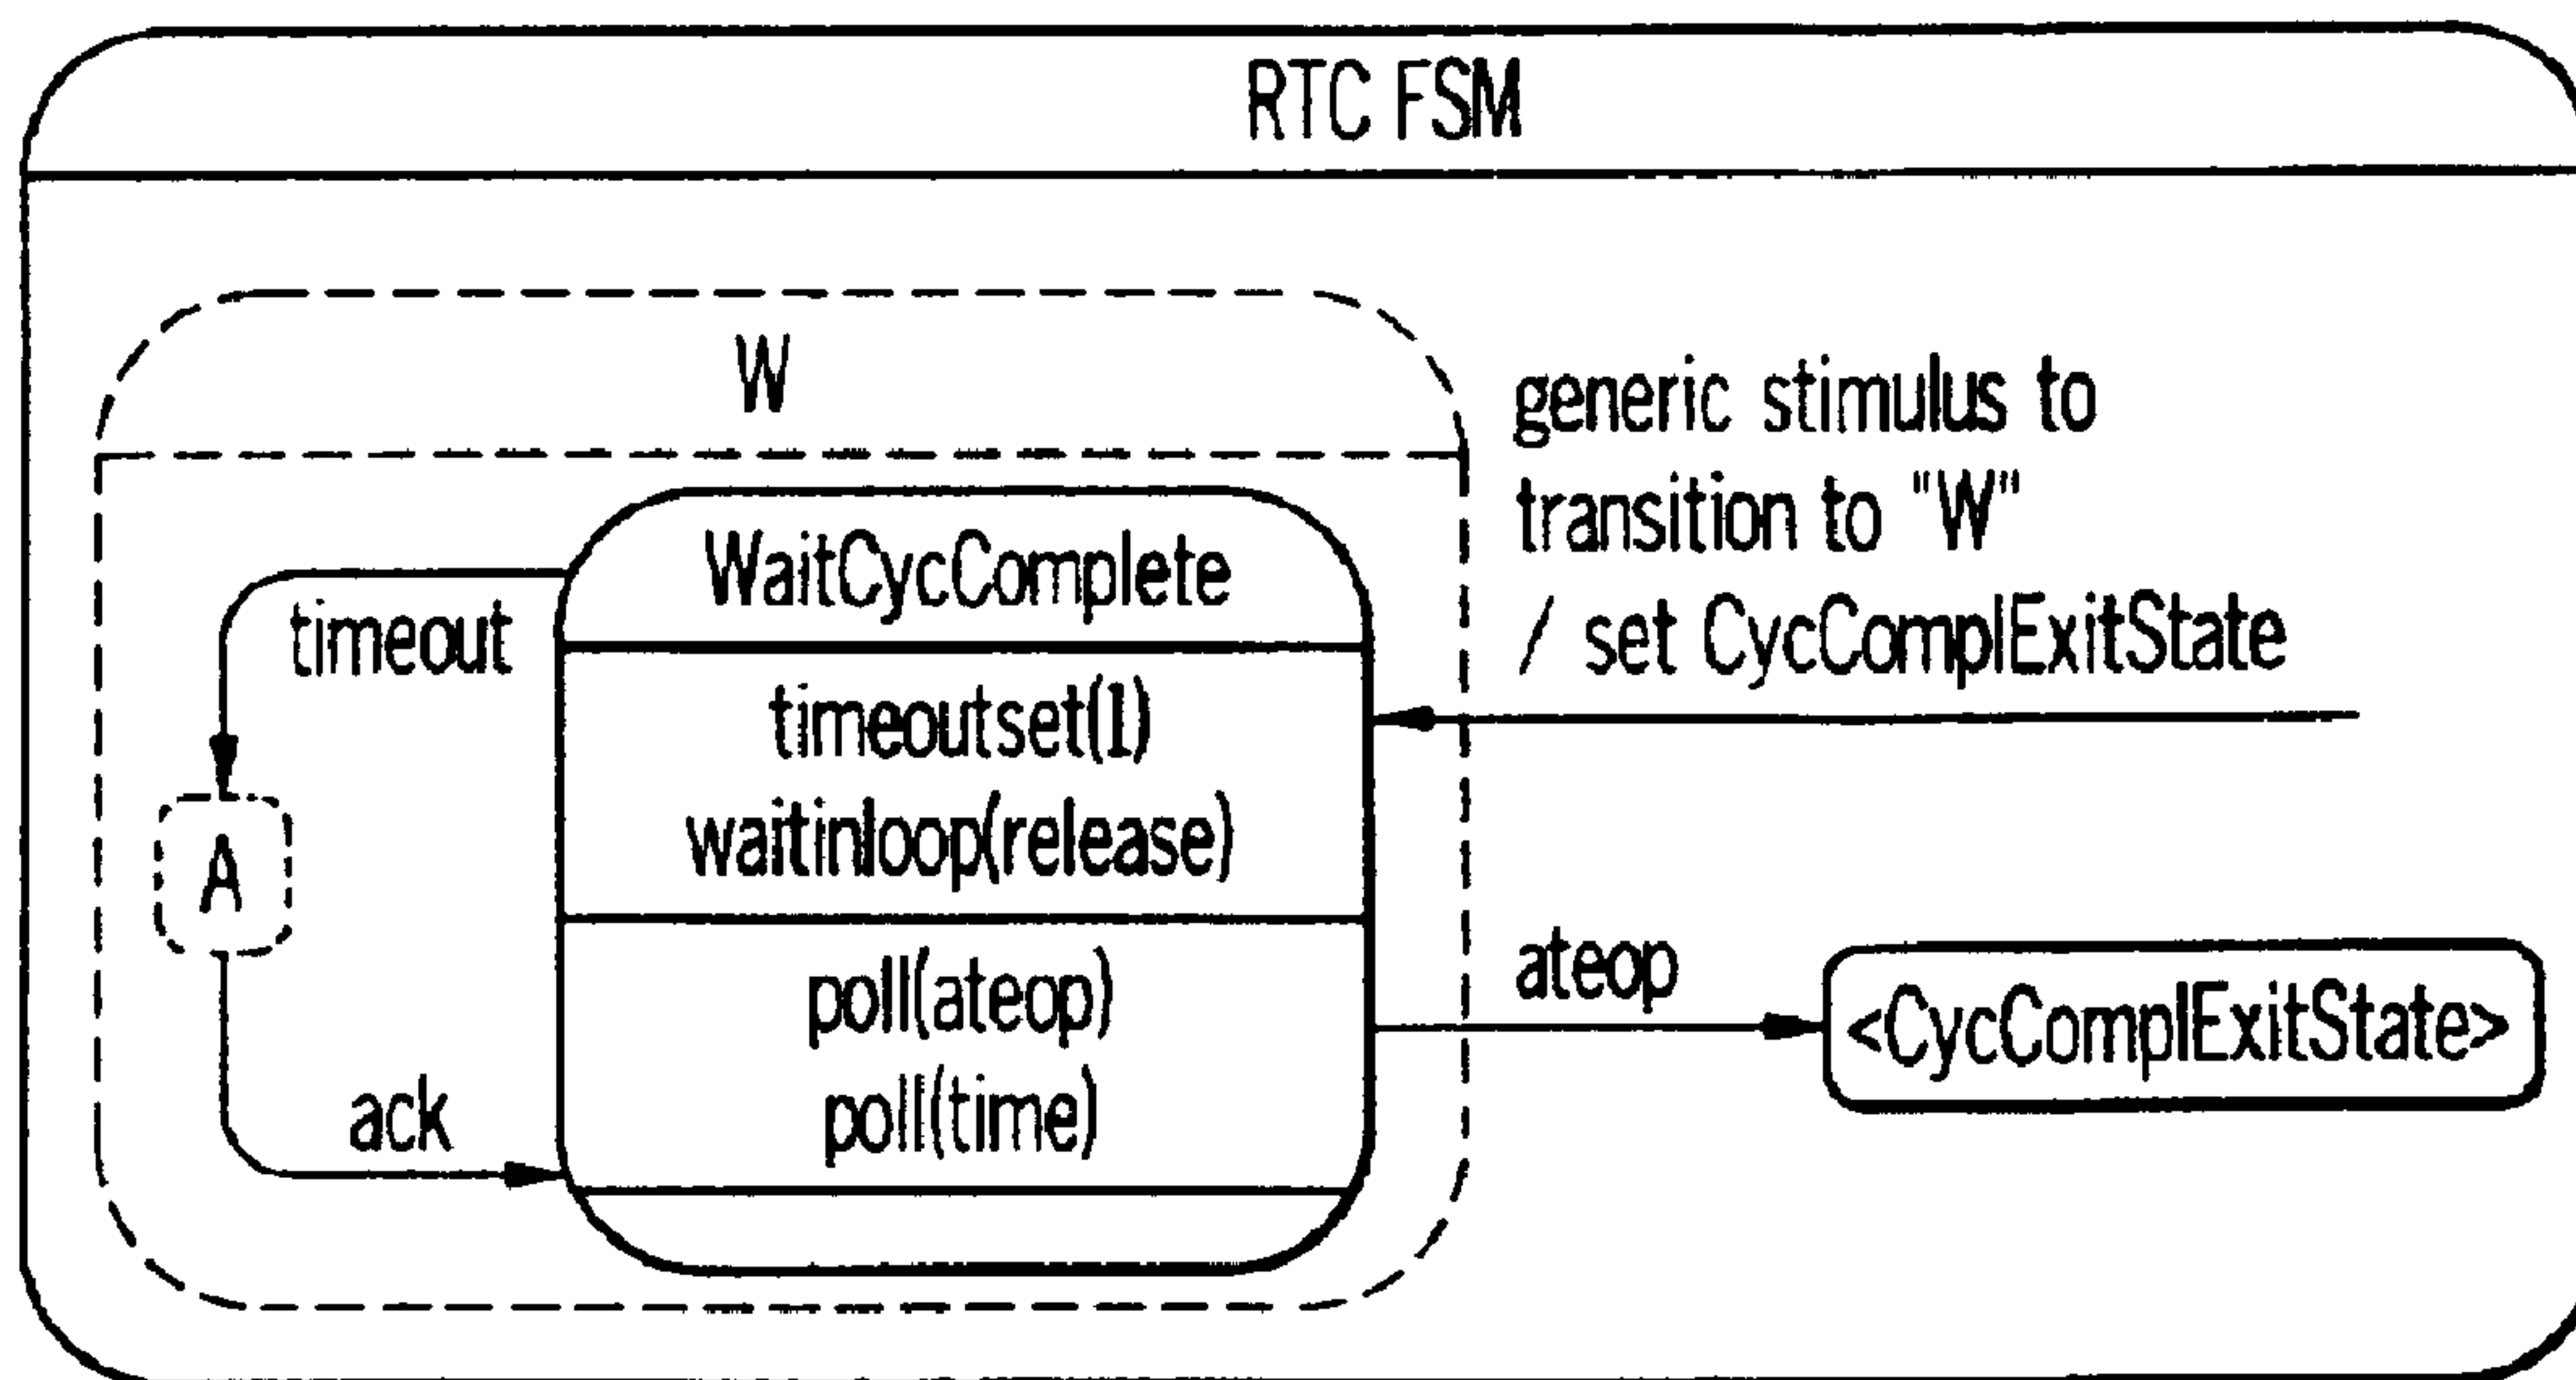 RTC FSM
W
generic stimulus to
transition to "W"
/ set CycComplExitState
WaitCycComplete
timeout
timeoutset(1)
waitinloop(release)
A
ateop
poll(ateop)
<CycComplExitState>
poll(time)
ack